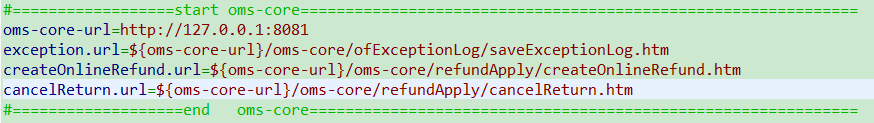 #==================start oms-core=============================================================
oms-core-url=http://127.0.0.1:8081
exception.url=${oms-core-url}/oms-core/ofExceptionLog/saveExceptionLog.htm
createOnlineRefund.url=${oms-core-url}/oms-core/refundApply/createOnlineRefund.htm
cancelReturn.url=${oms-core-url}/oms-core/refundApply/cancelReturn.htm
#===================end   oms-core============================================================